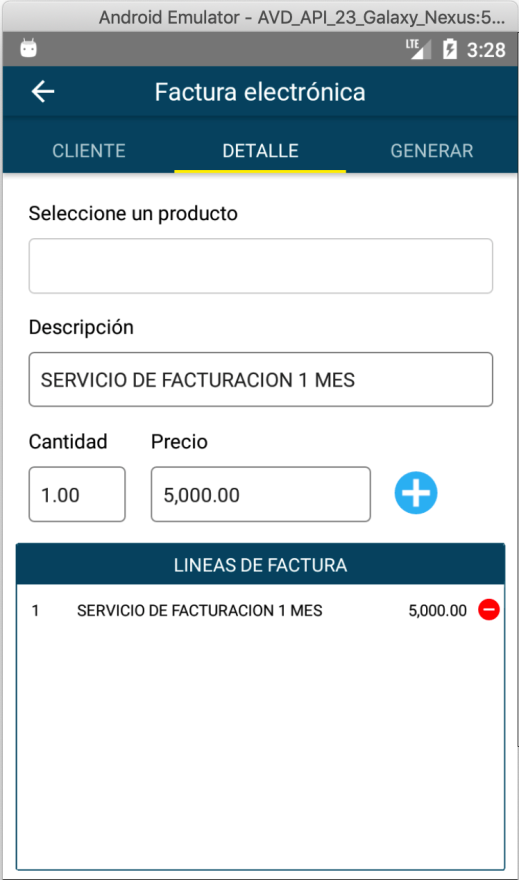 Android Emulator - AVD_API_23_Galaxy_Nexus:5...
LTE 3:28
Factura electrónica
CLIENTE DETALLE GENERAR
Seleccione un producto
Descripción
SERVICIO DE FACTURACION 1 MES
Cantidad Precio
1.00 5,000.00
LINEAS DE FACTURA
1 SERVICIO DE FACTURACION 1 MES 5,000.00